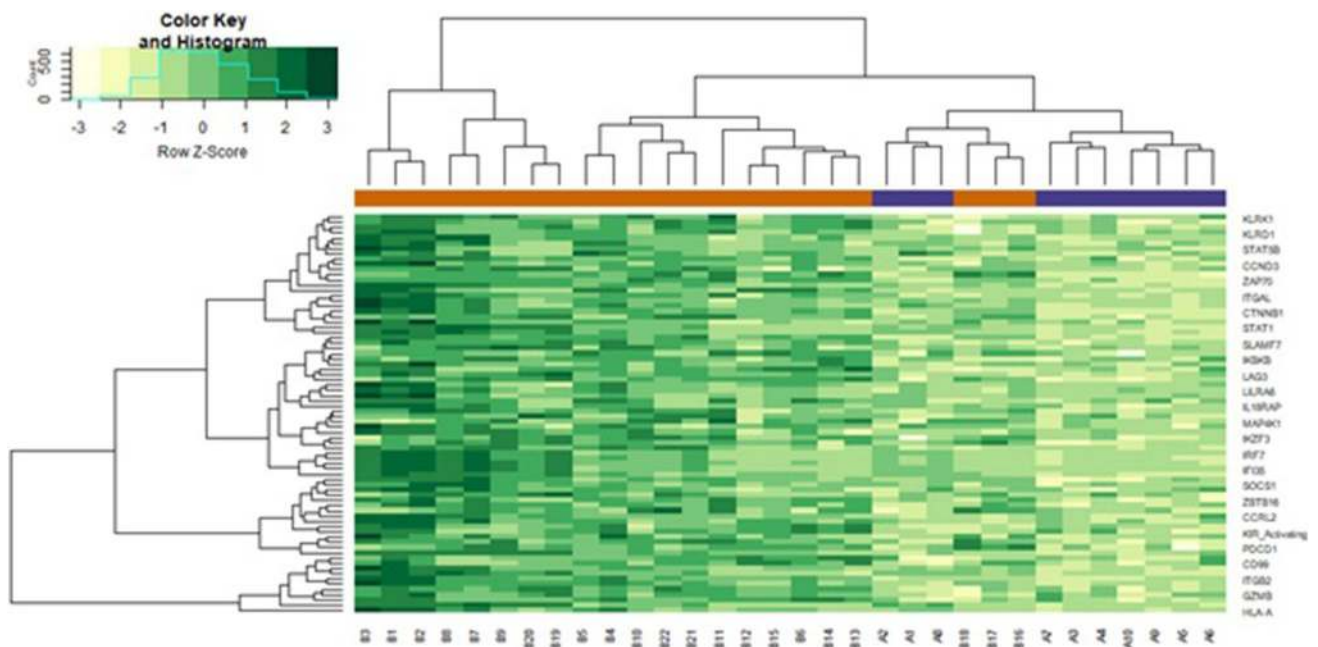 Color Key
and Histogram
Count
0 500
-3 -2 -1 0 1 2 3
Row Z-Score
KLRK1
KLRD1
STAT5B
CCND3
ZAP70
ITGAL
CTNNB1
STAT1
SLAMF7
IKBKB
LAG3
LILRA6
IL18RAP
MAP4K1
IKZF3
IRF7
IFI35
SOCS1
ZBTB16
CCRL2
KIR_Activating
PDCD1
CD99
ITGB2
GZMB
HLA-A
B3 B1 B2 B8 B7 B9 B20 B19 B5 B4 B10 B22 B21 B11 B12 B15 B6 B14 B13 A2 A1 A8 B18 B17 B16 A7 A3 A4 A10 A9 A5 A6